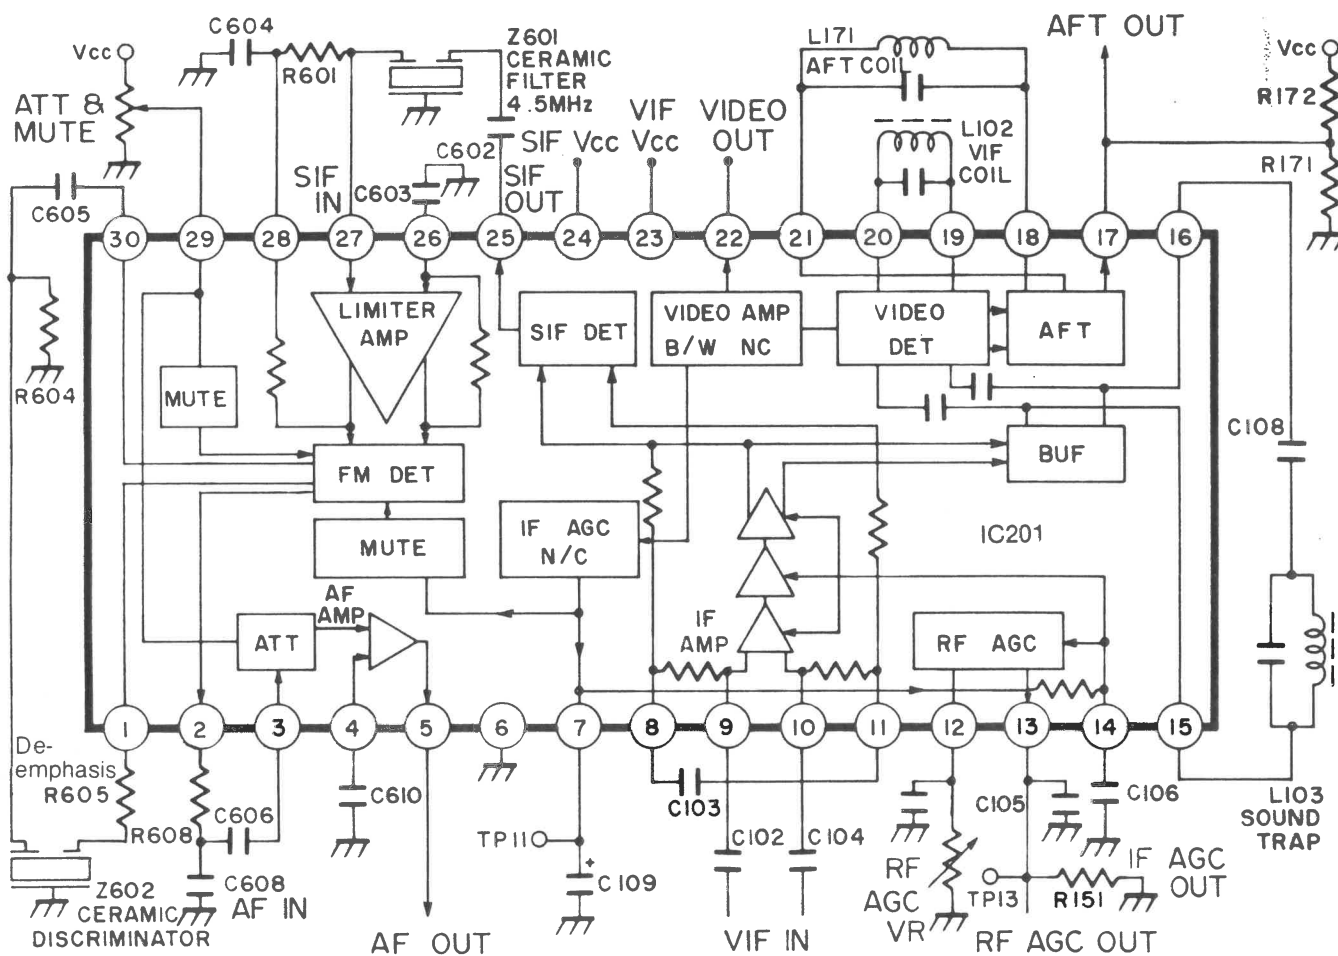 C604
Vcc
R601
Z601
CERAMIC
FILTER
4.5MHz
L171
AFT COIL
AFT OUT
Vcc
R172
R171
ATT &
MUTE
C605
SIF
IN
C603
C602
SIF
OUT
SIF
Vcc
VIF
Vcc
VIDEO
OUT
L102
VIF
COIL
30
29
28
27
26
25
24
23
22
21
20
19
18
17
16
R604
MUTE
LIMITER
AMP
SIF DET
VIDEO AMP
B/W NC
VIDEO
DET
AFT
C108
FM DET
BUF
MUTE
IF AGC
N/C
IC201
AF
AMP
ATT
IF
AMP
RF AGC
1
2
3
4
5
6
7
8
9
10
11
12
13
14
15
De-
emphasis
R605
R608
C606
C610
C103
C105
C106
L103
SOUND
TRAP
TP11
C102
C104
C608
AF IN
C109
RF
AGC
VR
TP13
R151
IF AGC
OUT
Z602
CERAMIC
DISCRIMINATOR
AF OUT
+
VIF IN
RF AGC OUT